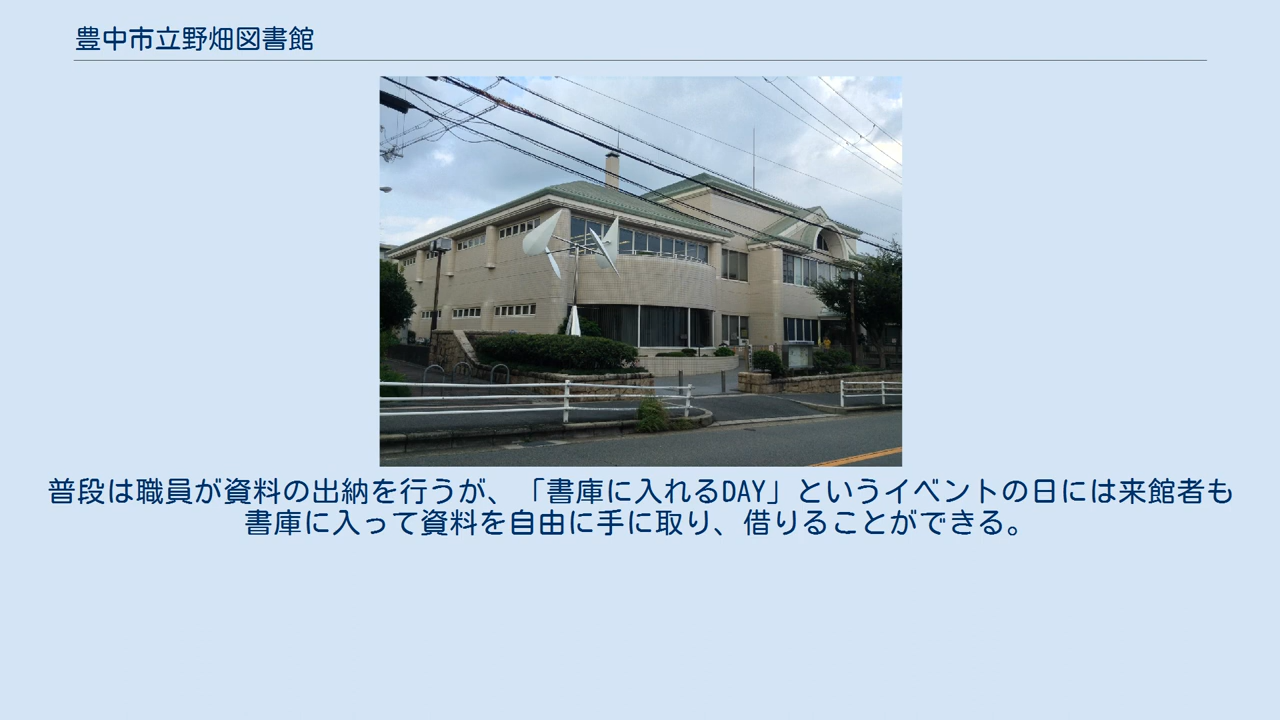 豊中市立野畑図書館
普段は職員が資料の出納を行うが、「書庫に入れるDAY」というイベントの日には来館者も
書庫に入って資料を自由に手に取り、借りることができる。